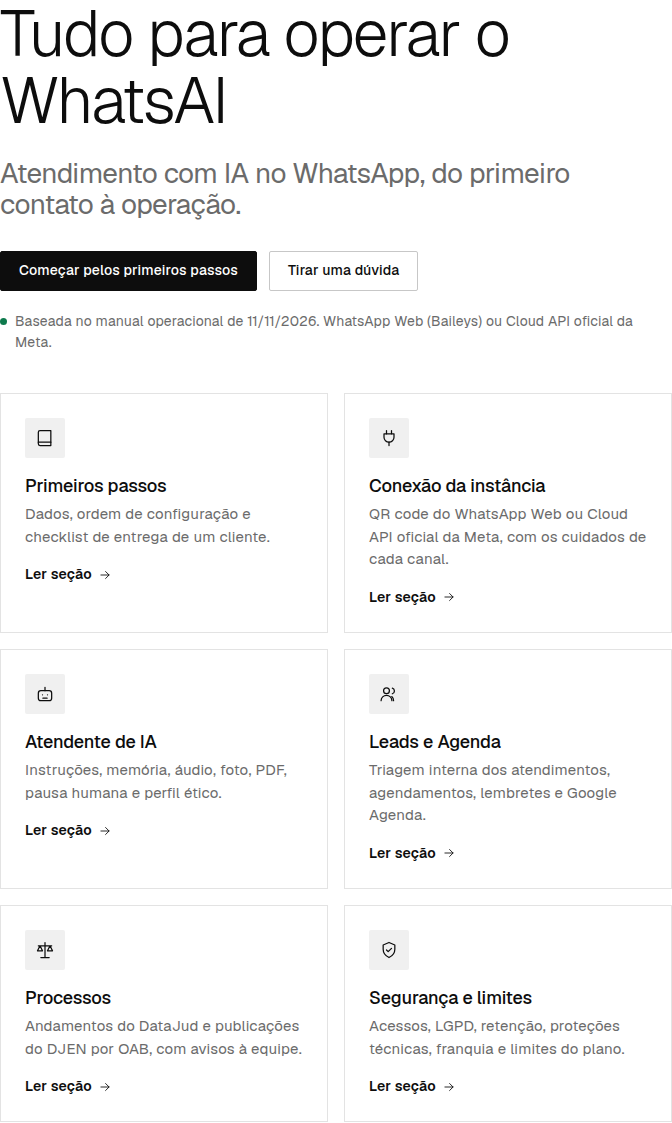 Tudo para operar o
WhatsAI
Atendimento com IA no WhatsApp, do primeiro
contato à operação.
Começar pelos primeiros passos
Tirar uma dúvida
Baseada no manual operacional de 11/11/2026. WhatsApp Web (Baileys) ou Cloud API oficial da
Meta.
Primeiros passos
Dados, ordem de configuração e
checklist de entrega de um cliente.
Ler seção →
Conexão da instância
QR code do WhatsApp Web ou Cloud
API oficial da Meta, com os cuidados de
cada canal.
Ler seção →
Atendente de IA
Instruções, memória, áudio, foto, PDF,
pausa humana e perfil ético.
Ler seção →
Leads e Agenda
Triagem interna dos atendimentos,
agendamentos, lembretes e Google
Agenda.
Ler seção →
Processos
Andamentos do DataJud e publicações
do DJEN por OAB, com avisos à equipe.
Ler seção →
Segurança e limites
Acessos, LGPD, retenção, proteções
técnicas, franquia e limites do plano.
Ler seção →